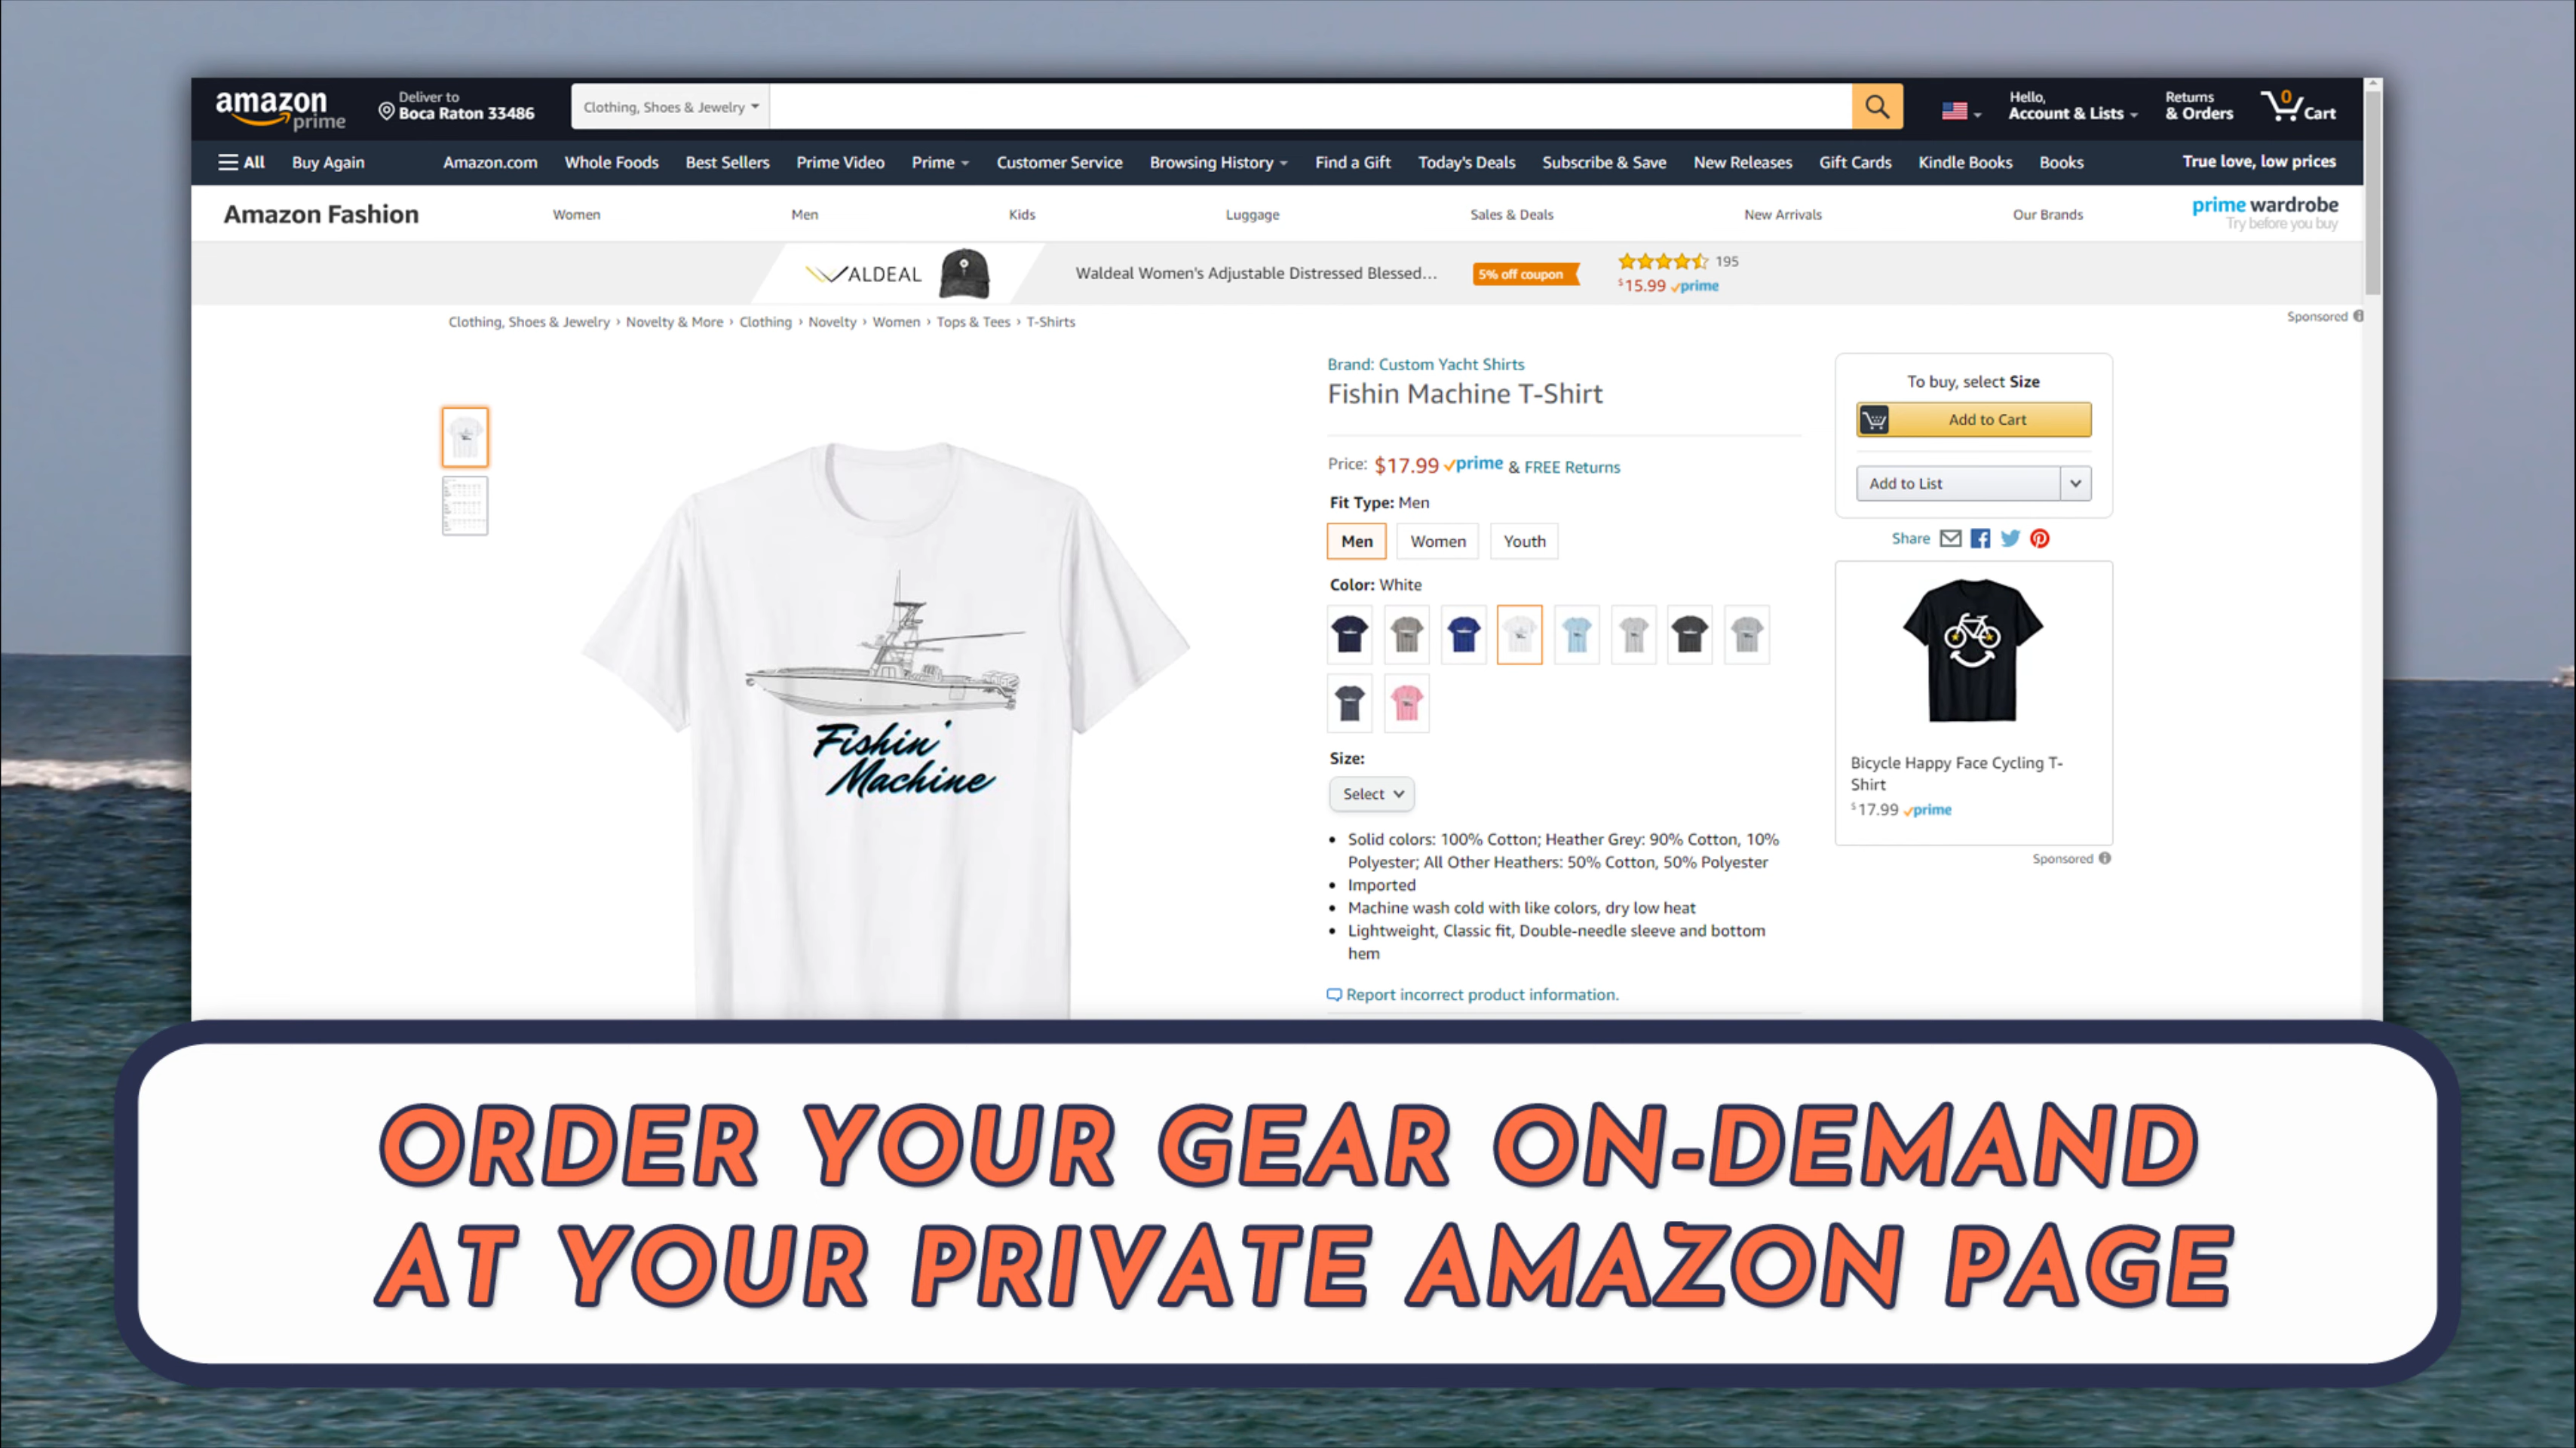 amazon
prime
Deliver to
Boca Raton 33486
Clothing, Shoes & Jewelry
Hello,
Account & Lists
Returns
& Orders
0
Cart
All
Buy Again
Amazon.com
Whole Foods
Best Sellers
Prime Video
Prime
Customer Service
Browsing History
Find a Gift
Today's Deals
Subscribe & Save
New Releases
Gift Cards
Kindle Books
Books
True love, low prices
Amazon Fashion
Women
Men
Kids
Luggage
Sales & Deals
New Arrivals
Our Brands
prime wardrobe
Try before you buy
WALDEAL
Waldeal Women's Adjustable Distressed Blessed...
5% off coupon
195
$15.99 prime
Sponsored
Clothing, Shoes & Jewelry › Novelty & More › Clothing › Novelty › Women › Tops & Tees › T-Shirts
Fishin'
Machine
Brand: Custom Yacht Shirts
Fishin Machine T-Shirt
Price: $17.99 prime & FREE Returns
Fit Type: Men
Men
Women
Youth
Color: White
Size:
Select
• Solid colors: 100% Cotton; Heather Grey: 90% Cotton, 10%
Polyester; All Other Heathers: 50% Cotton, 50% Polyester
• Imported
• Machine wash cold with like colors, dry low heat
• Lightweight, Classic fit, Double-needle sleeve and bottom
hem
Report incorrect product information.
To buy, select Size
Add to Cart
Add to List
Share
Bicycle Happy Face Cycling T-
Shirt
$17.99 prime
Sponsored
ORDER YOUR GEAR ON-DEMAND
AT YOUR PRIVATE AMAZON PAGE